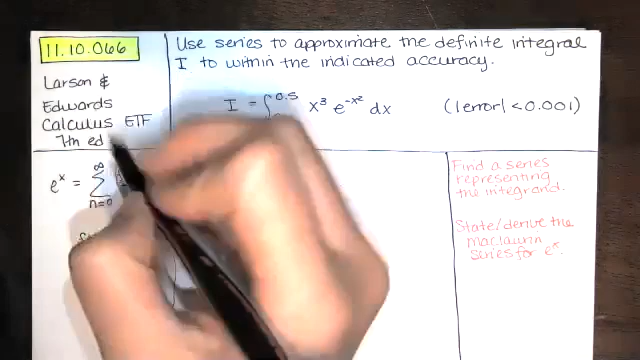 11.10.066
Larson &
Edwards
Calculus ETF
7th ed
Use series to approximate the definite integral
I to within the indicated accuracy.
I = ∫^0.5 x³ e^-x² dx (|error| < 0.001)
e^x = ∞ Σ n=0
Find a series
representing
the integrand.
State/derive the
maclaurin
series for e^x.